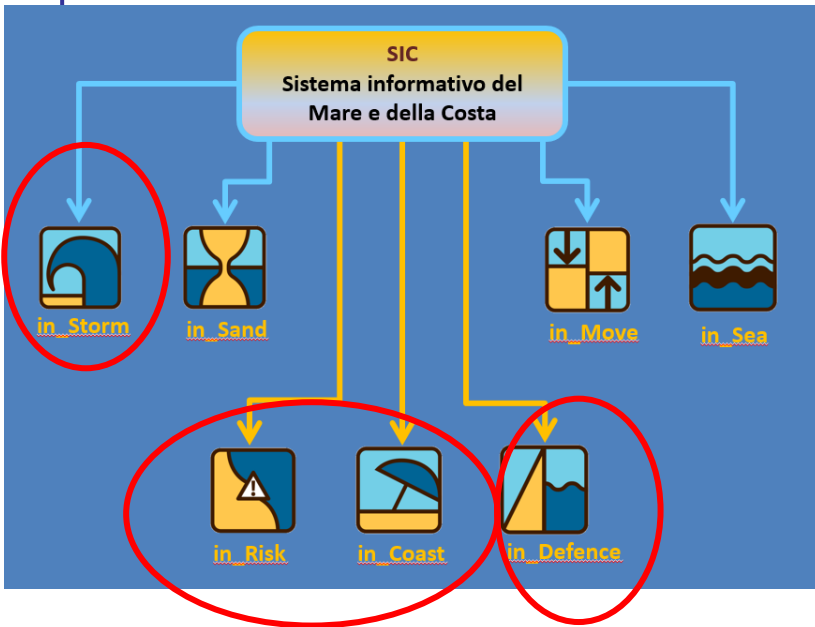 SIC
Sistema informativo del
Mare e della Costa
in_Storm
in_Sand
in_Move
in_Sea
in_Risk
in_Coast
in_Defence